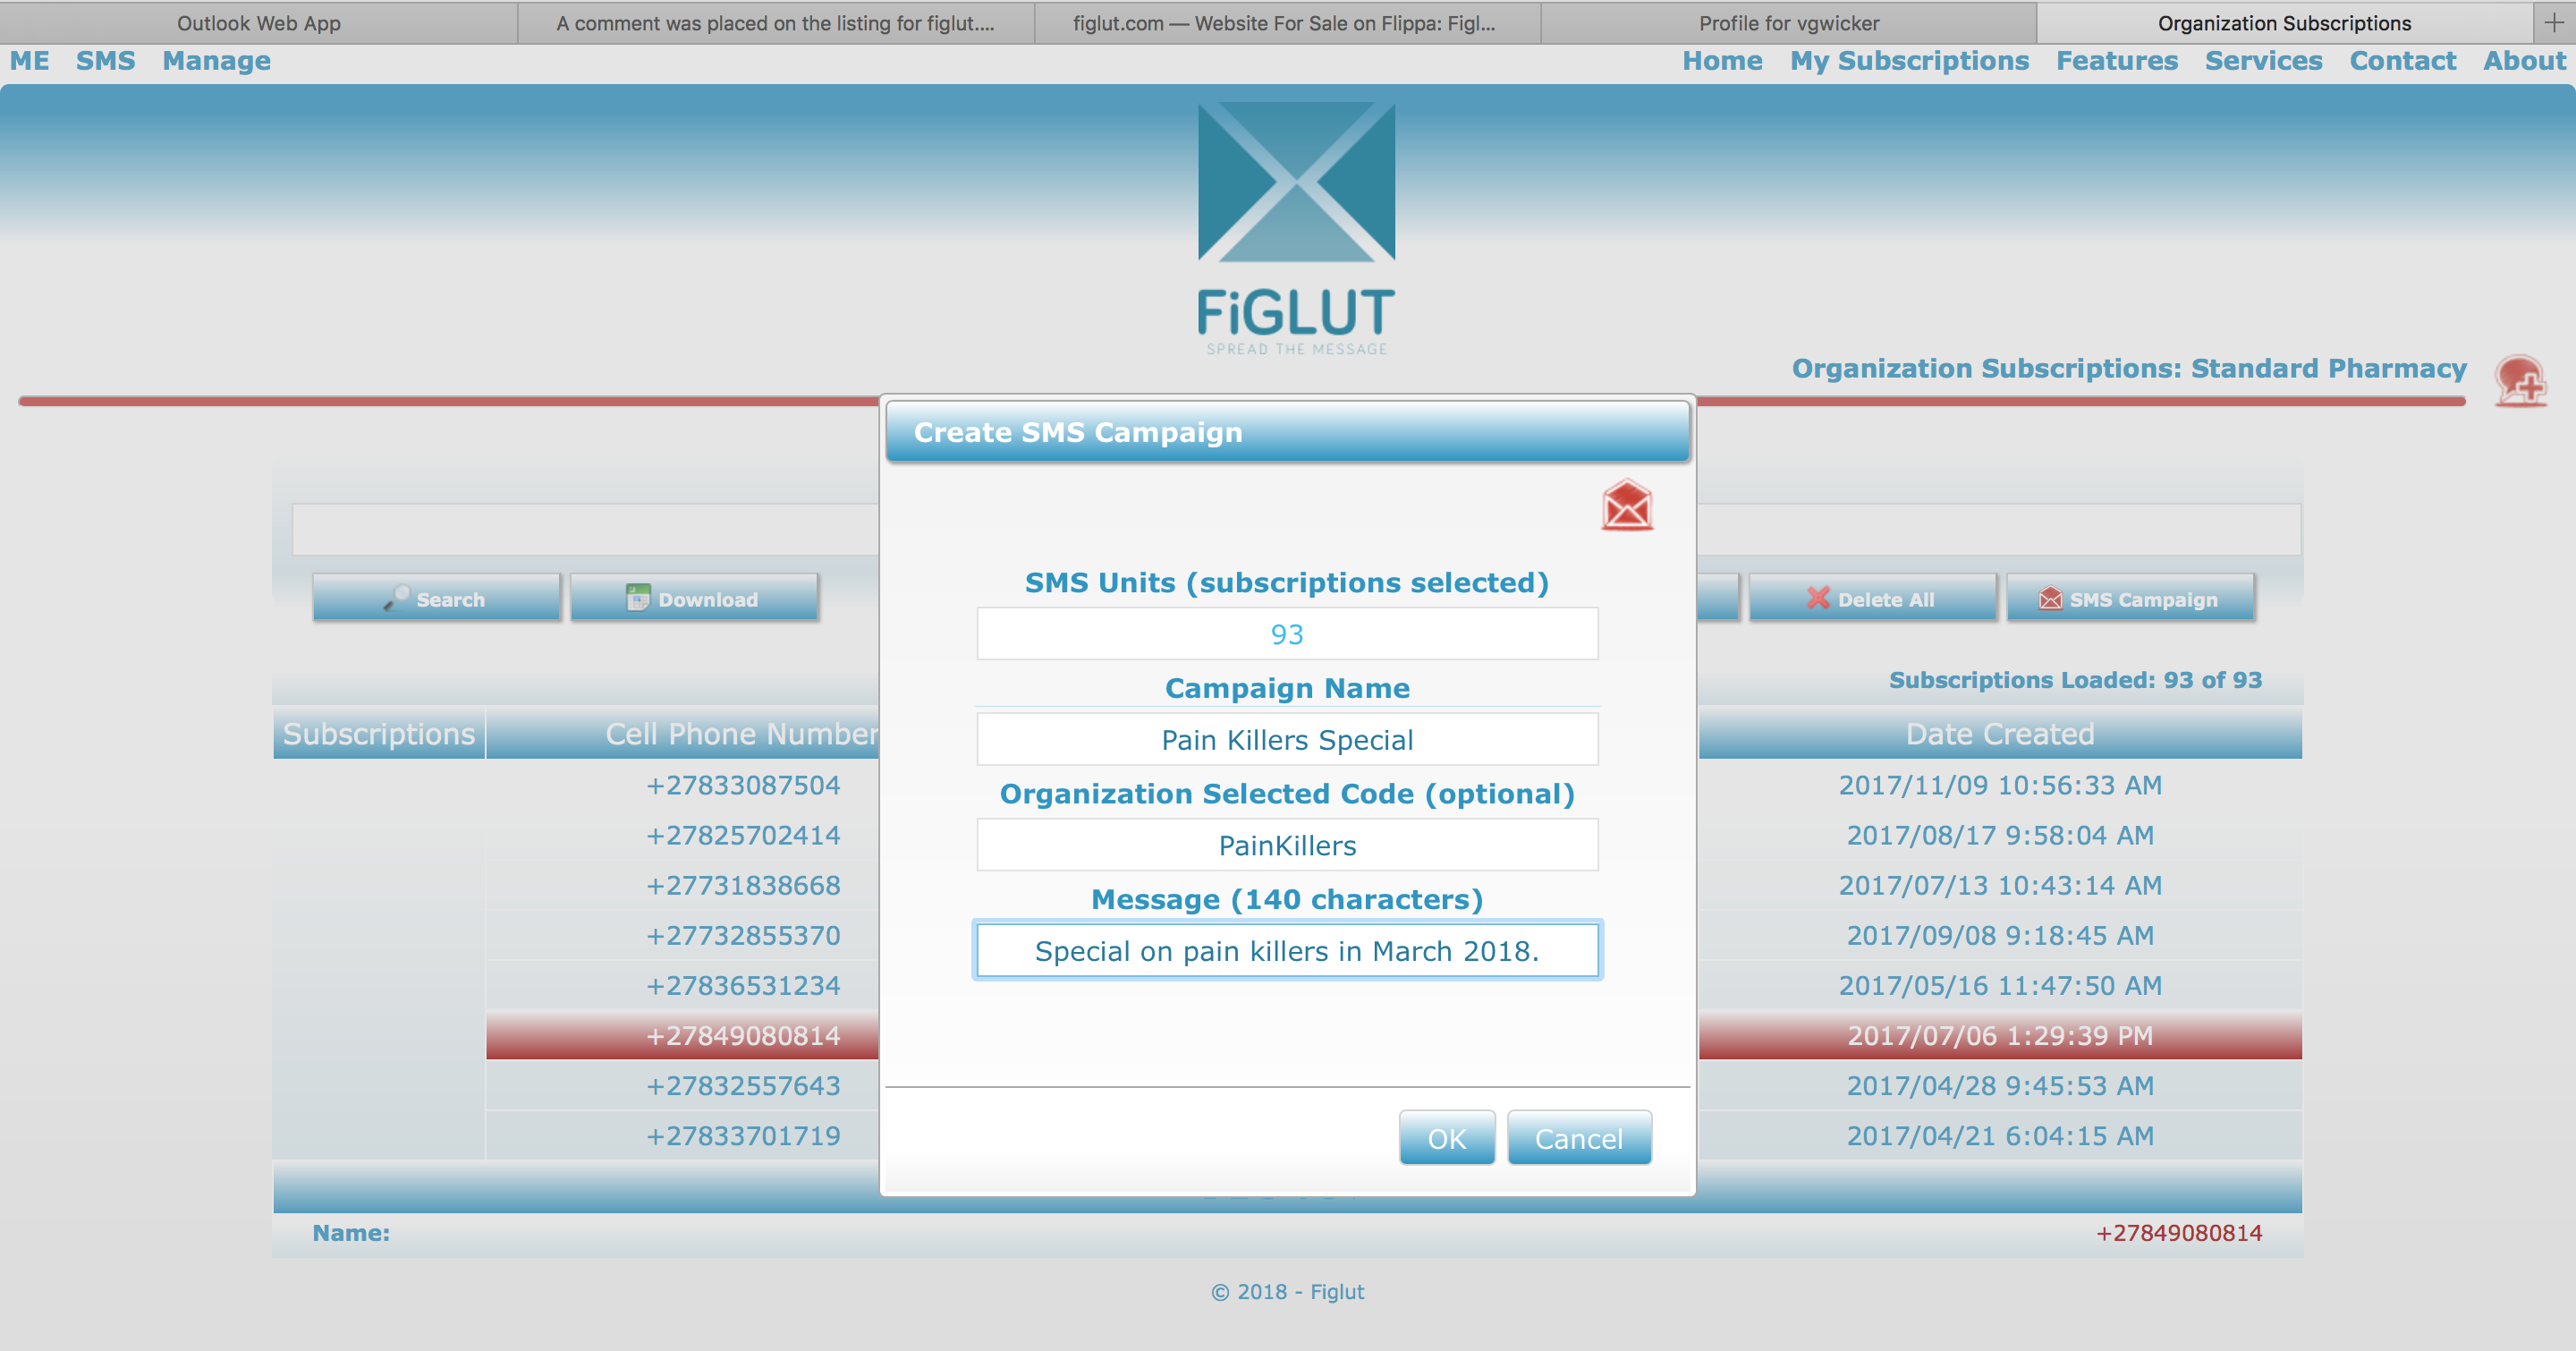 Outlook Web App
A comment was placed on the listing for figlut....
figlut.com — Website For Sale on Flippa: Figl...
Profile for vgwicker
Organization Subscriptions
ME SMS Manage
Home My Subscriptions Features Services Contact About
FiGLUT
SPREAD THE MESSAGE
Organization Subscriptions: Standard Pharmacy
Create SMS Campaign
SMS Units (subscriptions selected)
93
Campaign Name
Pain Killers Special
Organization Selected Code (optional)
PainKillers
Message (140 characters)
Special on pain killers in March 2018.
OK Cancel
Search Download Delete All SMS Campaign
Subscriptions Loaded: 93 of 93
Subscriptions Cell Phone Number Date Created
+27833087504 2017/11/09 10:56:33 AM
+27825702414 2017/08/17 9:58:04 AM
+27731838668 2017/07/13 10:43:14 AM
+27732855370 2017/09/08 9:18:45 AM
+27836531234 2017/05/16 11:47:50 AM
+27849080814 2017/07/06 1:29:39 PM
+27832557643 2017/04/28 9:45:53 AM
+27833701719 2017/04/21 6:04:15 AM
Name: +27849080814
© 2018 - Figlut